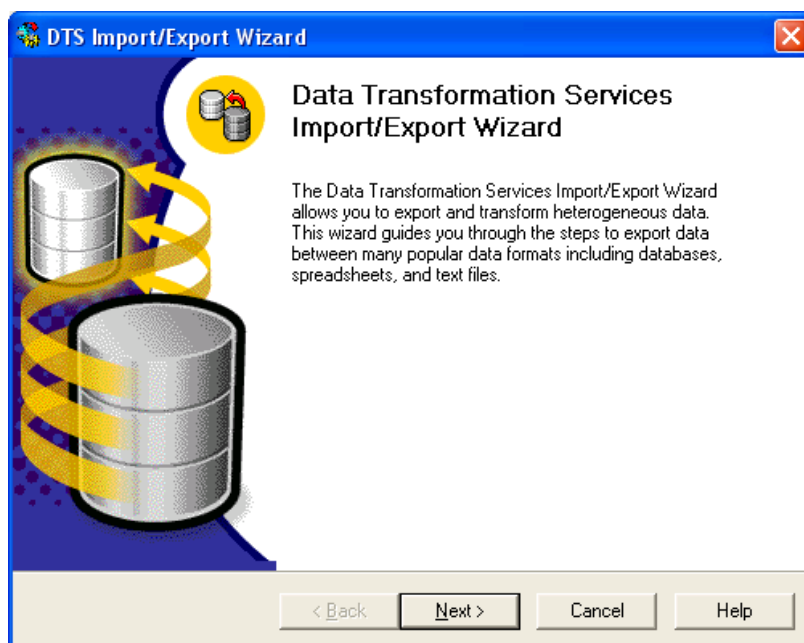 DTS Import/Export Wizard
Data Transformation Services
Import/Export Wizard
The Data Transformation Services Import/Export Wizard
allows you to export and transform heterogeneous data.
This wizard guides you through the steps to export data
between many popular data formats including databases,
spreadsheets, and text files.
< Back Next > Cancel Help